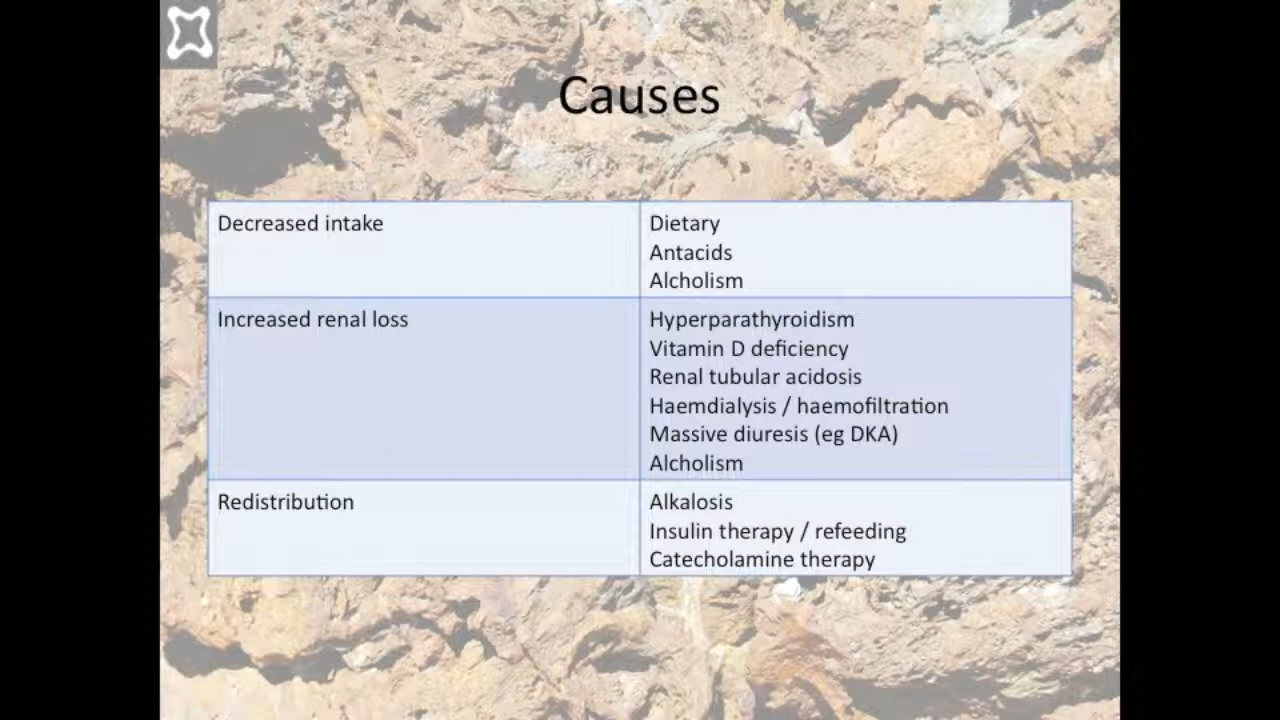 Causes
Decreased intake
Dietary
Antacids
Alcholism
Increased renal loss
Hyperparathyroidism
Vitamin D deficiency
Renal tubular acidosis
Haemdialysis / haemofiltration
Massive diuresis (eg DKA)
Alcholism
Redistribution
Alkalosis
Insulin therapy / refeeding
Catecholamine therapy